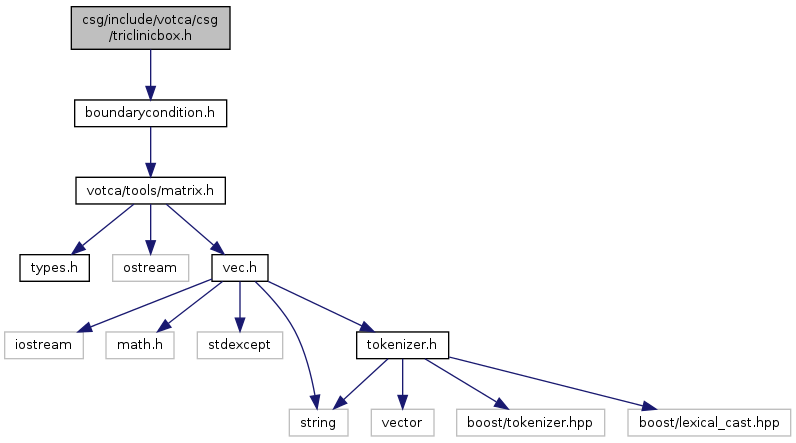 csg/include/votca/csg
/triclinicbox.h
boundarycondition.h
votca/tools/matrix.h
types.h
ostream
vec.h
iostream
math.h
stdexcept
tokenizer.h
string
vector
boost/tokenizer.hpp
boost/lexical_cast.hpp